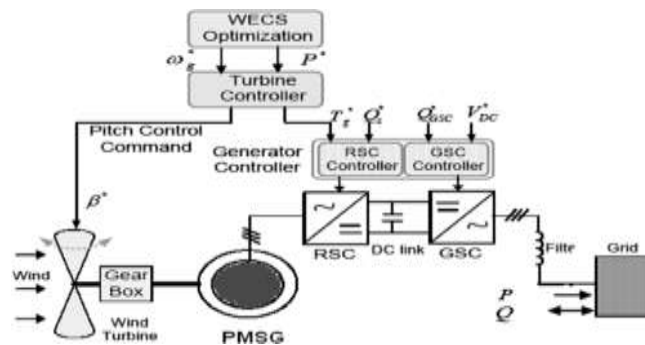 WECS
Optimization
ω*g P*
Turbine
Controller
T*g Q*s Q*GSC V*DC
Pitch Control
Command
Generator
Controller
RSC
Controller
GSC
Controller
β*
RSC
DC link
GSC
Filtr
Grid
Wind
Gear
Box
Wind
Turbine
PMSG
P
Q